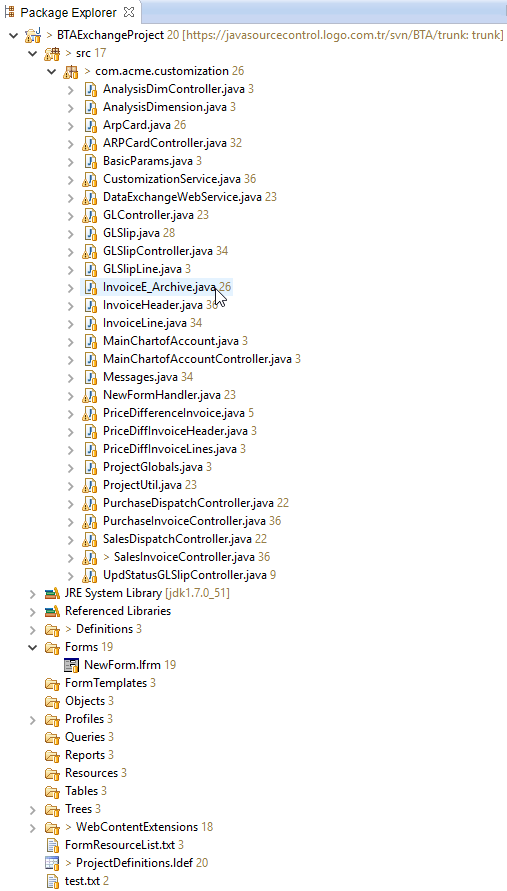 Package Explorer
> BTAExchangeProject 20 [https://javasourcecontrol.logo.com.tr/svn/BTA/trunk: trunk]
> src 17
> com.acme.customization 26
AnalysisDimController.java 3
AnalysisDimension.java 3
ArpCard.java 26
ARPCardController.java 32
BasicParams.java 3
CustomizationService.java 36
DataExchangeWebService.java 23
GLController.java 23
GLSlip.java 28
GLSlipController.java 34
GLSlipLine.java 3
InvoiceE_Archive.java 26
InvoiceHeader.java 36
InvoiceLine.java 34
MainChartofAccount.java 3
MainChartofAccountController.java 3
Messages.java 34
NewFormHandler.java 23
PriceDifferenceInvoice.java 5
PriceDiffInvoiceHeader.java 3
PriceDiffInvoiceLines.java 3
ProjectGlobals.java 3
ProjectUtil.java 23
PurchaseDispatchController.java 22
PurchaseInvoiceController.java 36
SalesDispatchController.java 22
> SalesInvoiceController.java 36
UpdStatusGLSlipController.java 9
JRE System Library [jdk1.7.0_51]
Referenced Libraries
> Definitions 3
Forms 19
NewForm.lfrm 19
FormTemplates 3
Objects 3
Profiles 3
Queries 3
Reports 3
Resources 3
Tables 3
Trees 3
> WebContentExtensions 18
FormResourceList.txt 3
> ProjectDefinitions.ldef 20
test.txt 2